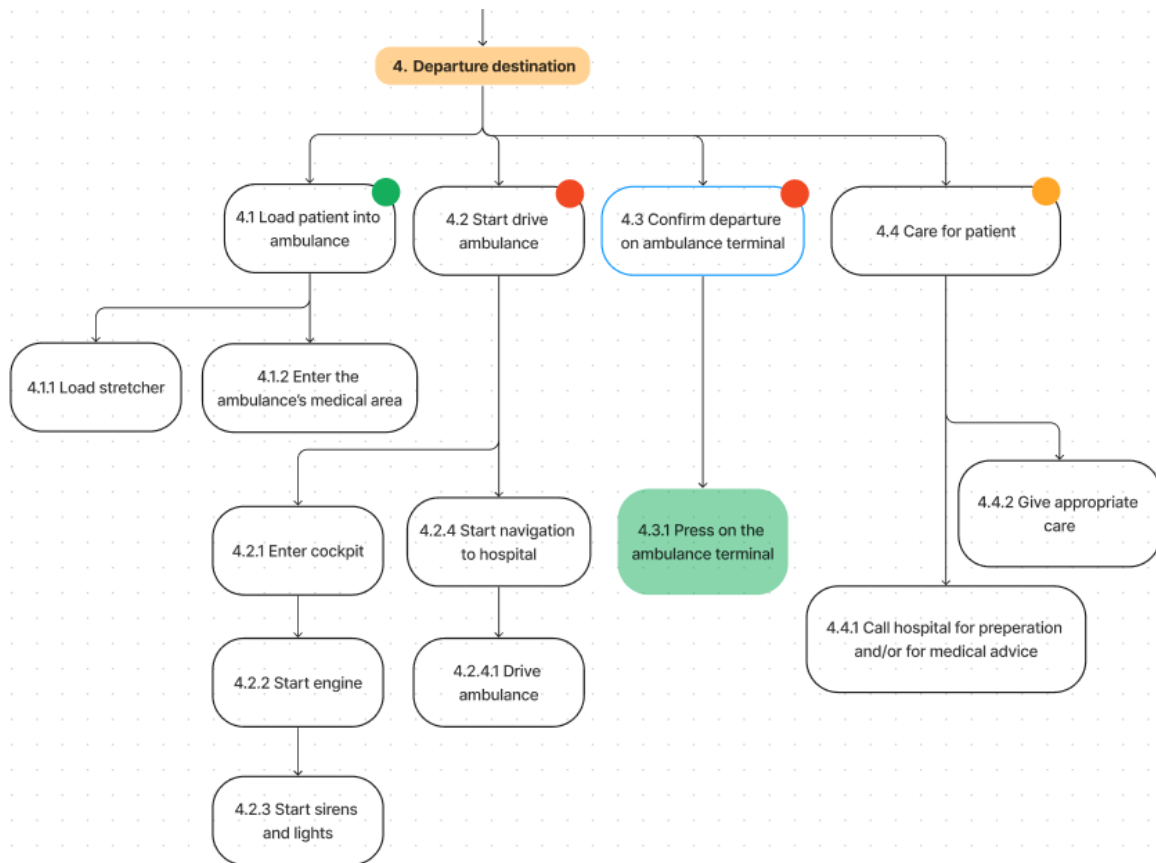 4. Departure destination
4.1 Load patient into
ambulance
4.2 Start drive
ambulance
4.3 Confirm departure
on ambulance terminal
4.4 Care for patient
4.1.1 Load stretcher
4.1.2 Enter the
ambulance's medical area
4.2.1 Enter cockpit
4.2.4 Start navigation
to hospital
4.3.1 Press on the
ambulance terminal
4.4.2 Give appropriate
care
4.4.1 Call hospital for preperation
and/or for medical advice
4.2.2 Start engine
4.2.4.1 Drive
ambulance
4.2.3 Start sirens
and lights